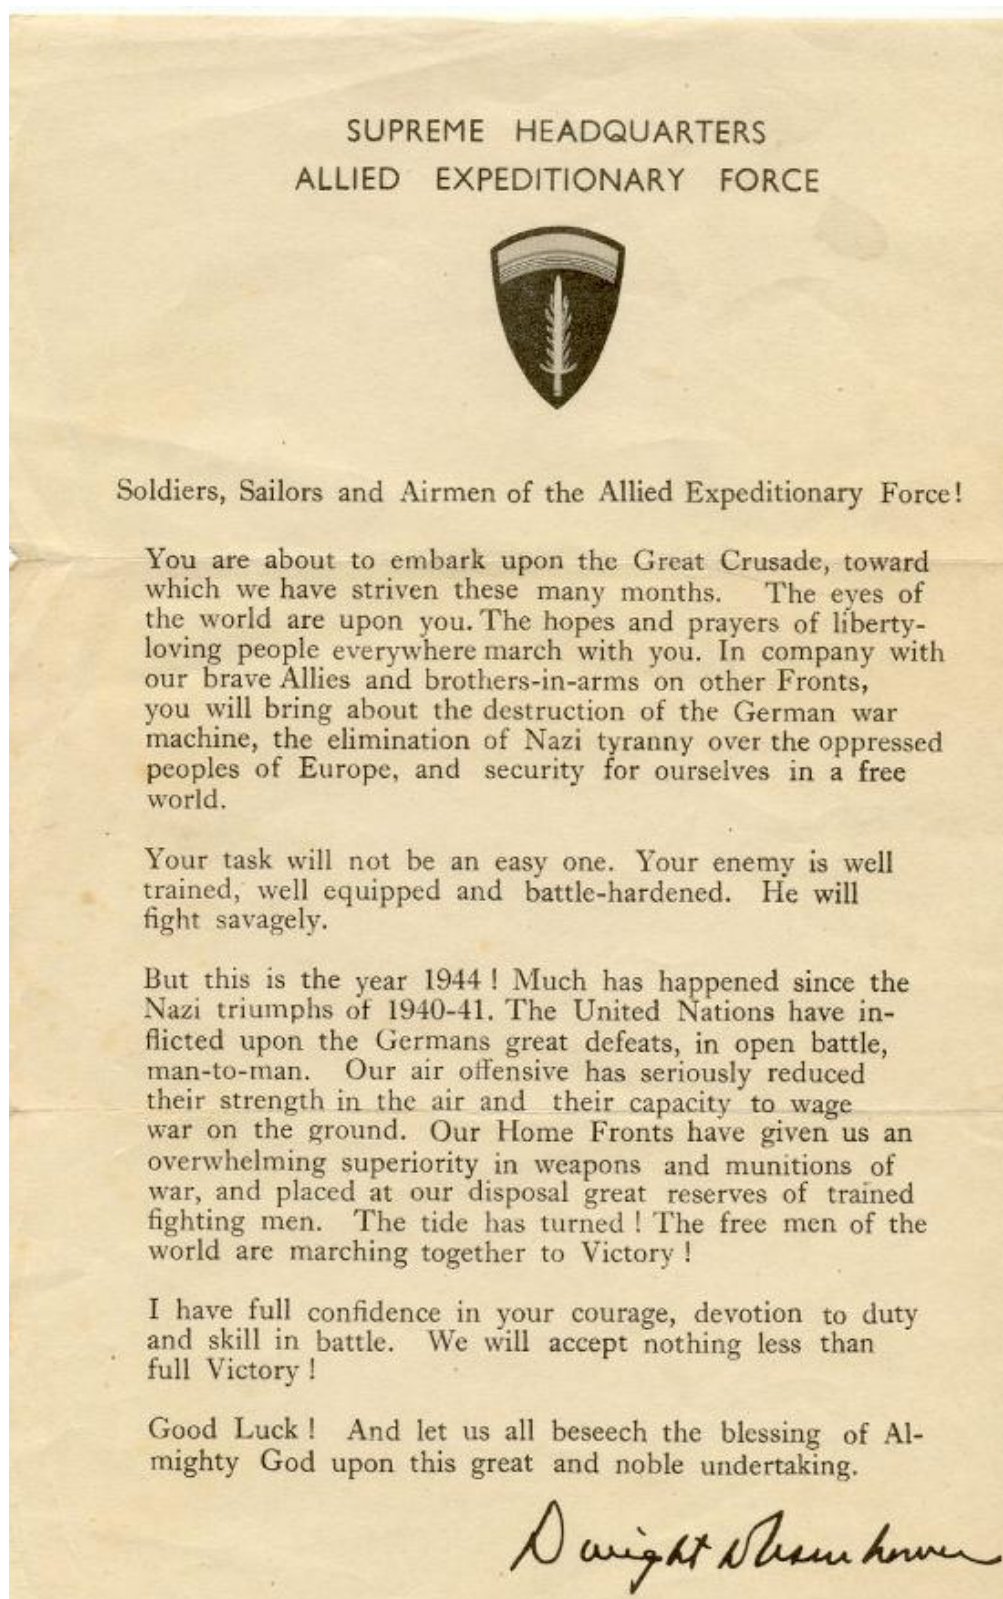 SUPREME HEADQUARTERS
ALLIED EXPEDITIONARY FORCE
Soldiers, Sailors and Airmen of the Allied Expeditionary Force!
You are about to embark upon the Great Crusade, toward
which we have striven these many months. The eyes of
the world are upon you. The hopes and prayers of liberty-
loving people everywhere march with you. In company with
our brave Allies and brothers-in-arms on other Fronts,
you will bring about the destruction of the German war
machine, the elimination of Nazi tyranny over the oppressed
peoples of Europe, and security for ourselves in a free
world.
Your task will not be an easy one. Your enemy is well
trained, well equipped and battle-hardened. He will
fight savagely.
But this is the year 1944 ! Much has happened since the
Nazi triumphs of 1940-41. The United Nations have in-
flicted upon the Germans great defeats, in open battle,
man-to-man. Our air offensive has seriously reduced
their strength in the air and their capacity to wage
war on the ground. Our Home Fronts have given us an
overwhelming superiority in weapons and munitions of
war, and placed at our disposal great reserves of trained
fighting men. The tide has turned ! The free men of the
world are marching together to Victory !
I have full confidence in your courage, devotion to duty
and skill in battle. We will accept nothing less than
full Victory !
Good Luck ! And let us all beseech the blessing of Al-
mighty God upon this great and noble undertaking.
Dwight D Eisenhower